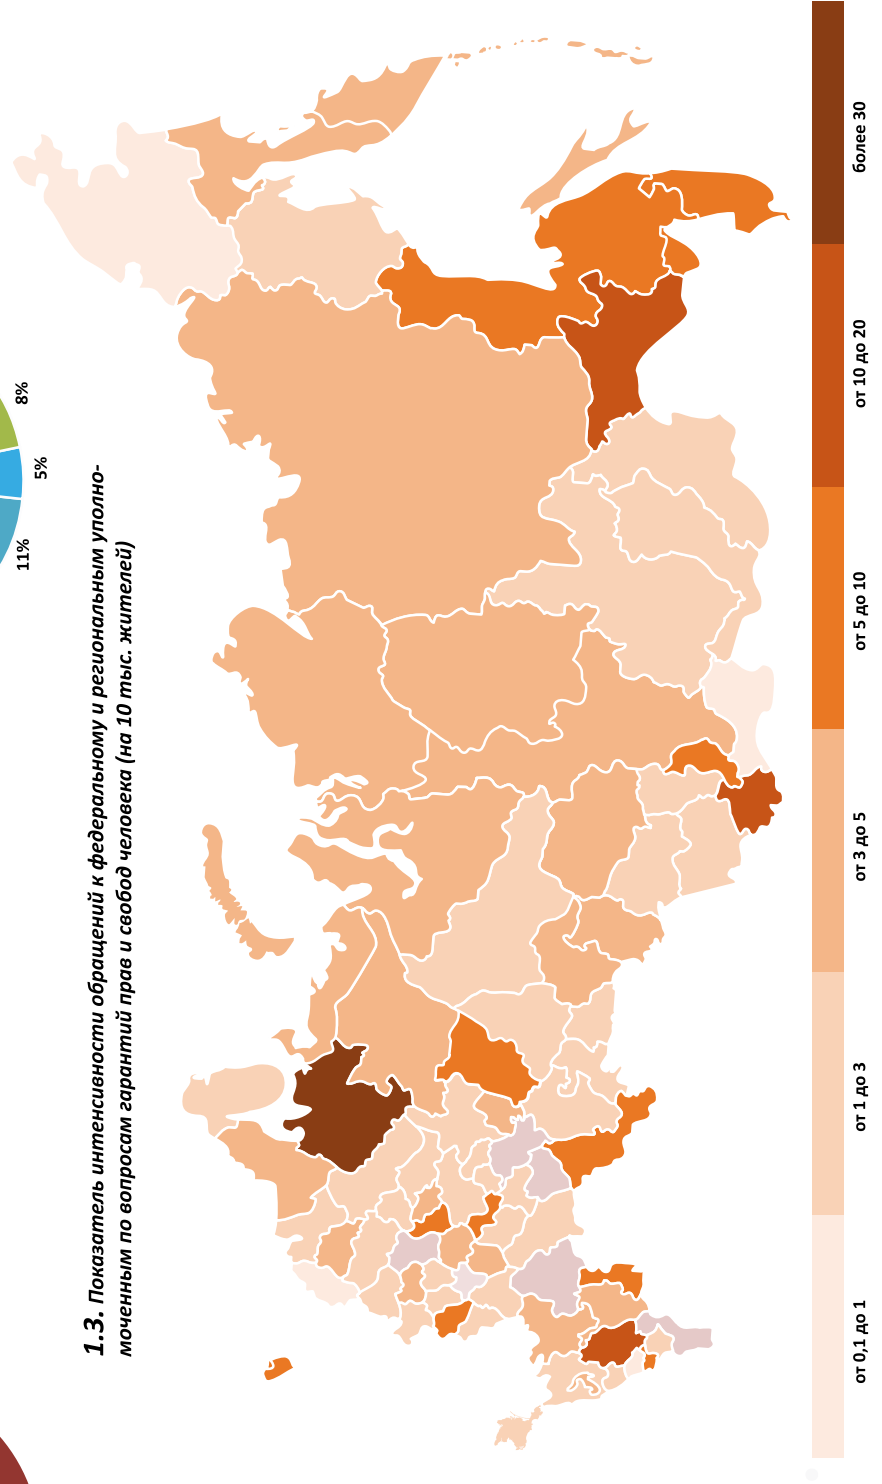 8%
5%
11%
1.3. Показатель интенсивности обращений к федеральному и региональным уполно-
моченным по вопросам гарантий прав и свобод человека (на 10 тыс. жителей)
от 0,1 до 1
от 1 до 3
от 3 до 5
от 5 до 10
от 10 до 20
более 30